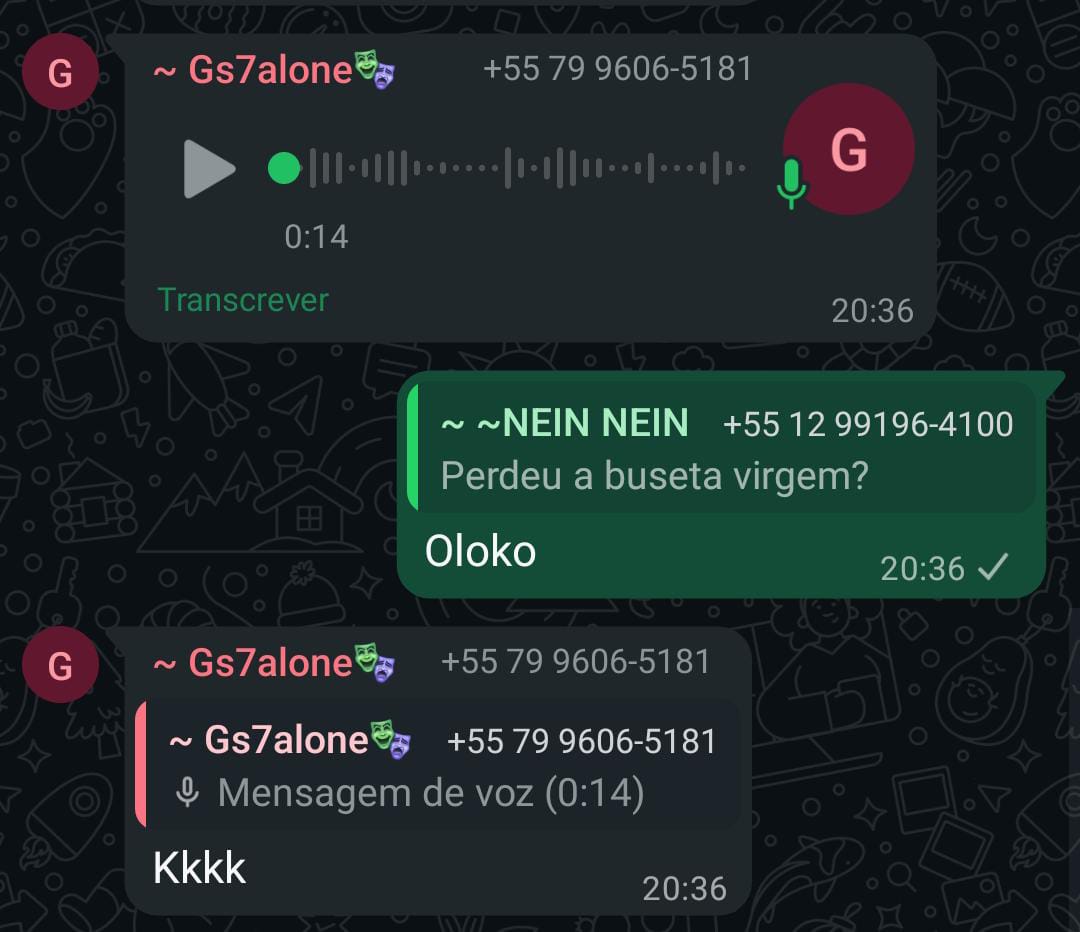 G
~ Gs7alone🎭 +55 79 9606-5181
G
0:14
Transcrever
20:36
~ ~NEIN NEIN +55 12 99196-4100
Perdeu a buseta virgem?
Oloko
20:36
G
~ Gs7alone🎭 +55 79 9606-5181
~ Gs7alone🎭 +55 79 9606-5181
Mensagem de voz (0:14)
Kkkk
20:36